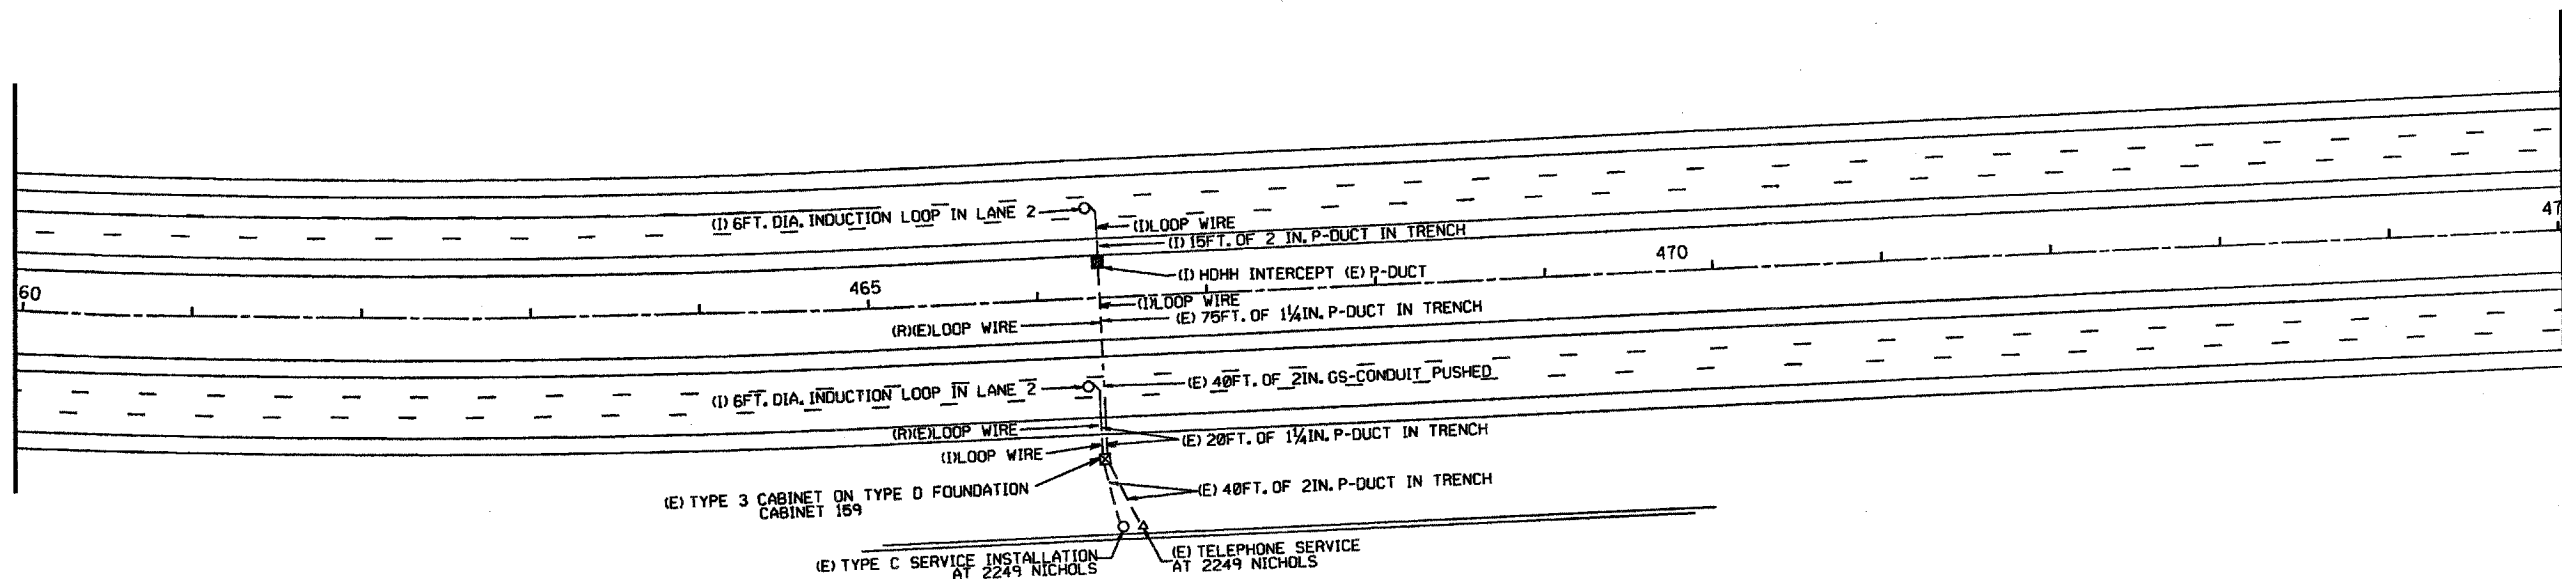 (I) 6FT. DIA. INDUCTION LOOP IN LANE 2
(I)LOOP WIRE
(I) 15FT. OF 2 IN. P-DUCT IN TRENCH
47
470
(I) HDHH INTERCEPT (E) P-DUCT
60
465
(I)LOOP WIRE
(E) 75FT. OF 1¼IN. P-DUCT IN TRENCH
(R)(E)LOOP WIRE
(E) 40FT. OF 2IN. GS-CONDUIT PUSHED
(I) 6FT. DIA. INDUCTION LOOP IN LANE 2
(R)(E)LOOP WIRE
(E) 20FT. OF 1¼IN. P-DUCT IN TRENCH
(I)LOOP WIRE
(E) TYPE 3 CABINET ON TYPE D FOUNDATION
CABINET 159
(E) 40FT. OF 2IN. P-DUCT IN TRENCH
(E) TYPE C SERVICE INSTALLATION
AT 2249 NICHOLS
(E) TELEPHONE SERVICE
AT 2249 NICHOLS